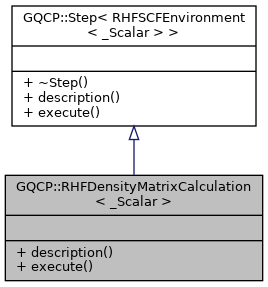 GQCP::Step< RHFSCFEnvironment
< _Scalar > >
+ ~Step()
+ description()
+ execute()
GQCP::RHFDensityMatrixCalculation
< _Scalar >
+ description()
+ execute()